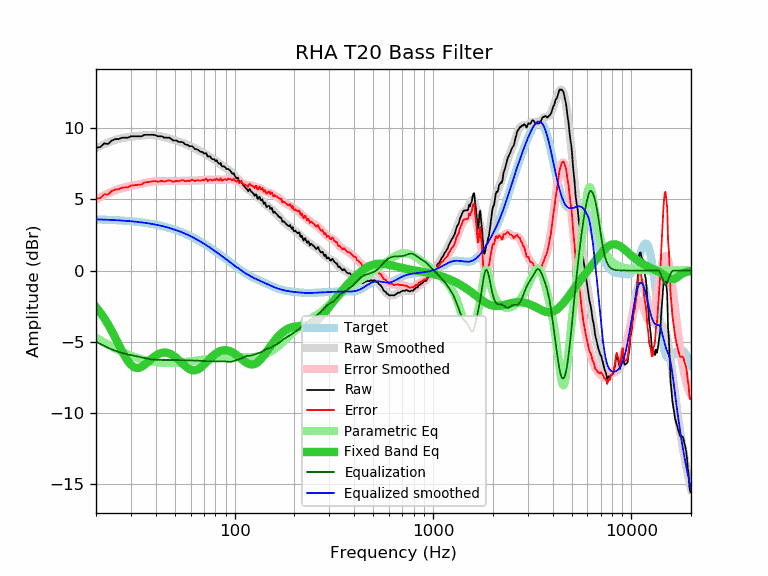 RHA T20 Bass Filter
Amplitude (dBr)
10
5
0
−5
−10
−15
Target
Raw Smoothed
Error Smoothed
Raw
Error
Parametric Eq
Fixed Band Eq
Equalization
Equalized smoothed
100
1000
10000
Frequency (Hz)